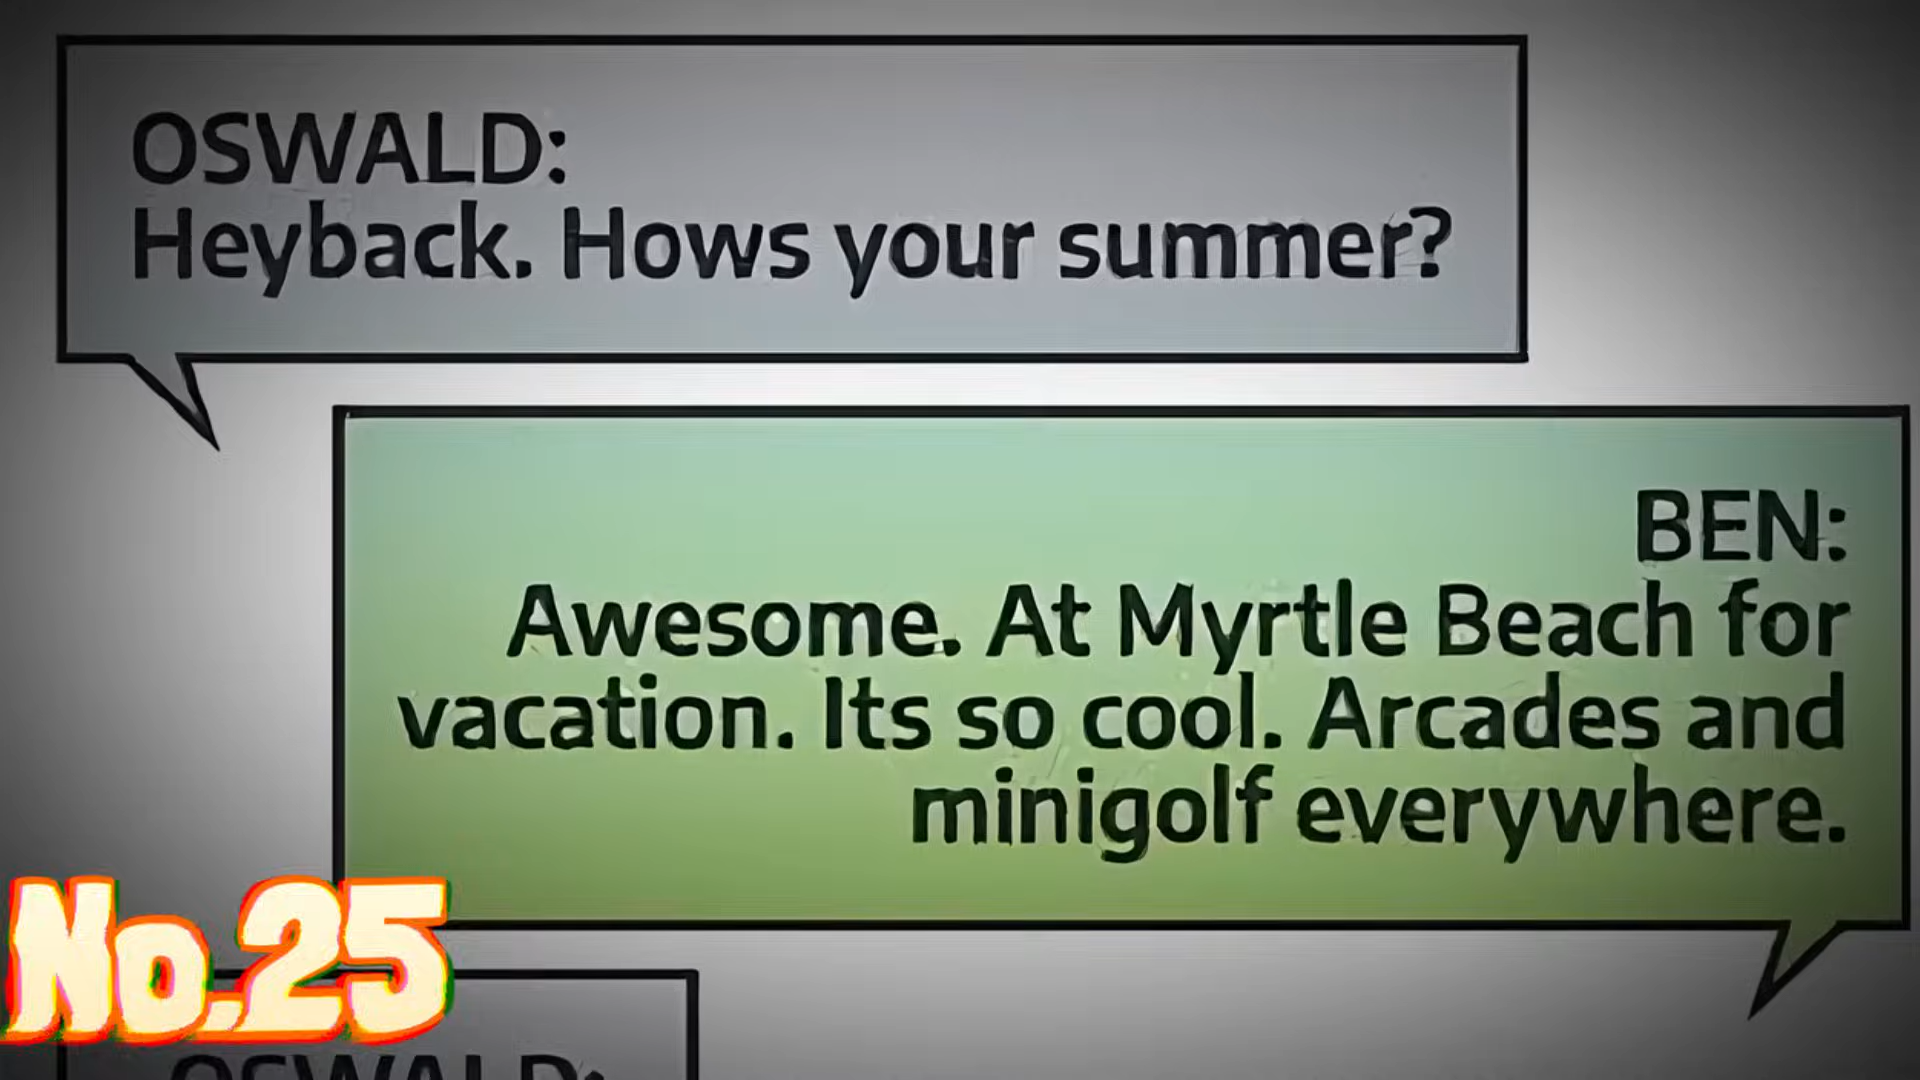 OSWALD:
Heyback. Hows your summer?
BEN:
Awesome. At Myrtle Beach for
vacation. Its so cool. Arcades and
minigolf everywhere.
No.25
OSWALD: